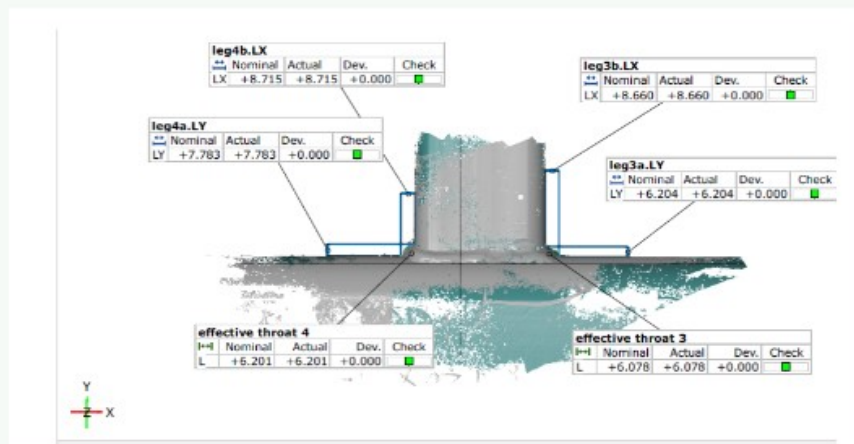 leg4b.LX
Nominal Actual Dev. Check
LX +8.715 +8.715 +0.000
leg3b.LX
Nominal Actual Dev. Check
LX +8.660 +8.660 +0.000
leg4a.LY
Nominal Actual Dev. Check
LY +7.783 +7.783 +0.000
leg3a.LY
Nominal Actual Dev. Check
LY +6.204 +6.204 +0.000
effective throat 4
Nominal Actual Dev. Check
L +6.201 +6.201 +0.000
effective throat 3
Nominal Actual Dev. Check
L +6.078 +6.078 +0.000
Y
Z X